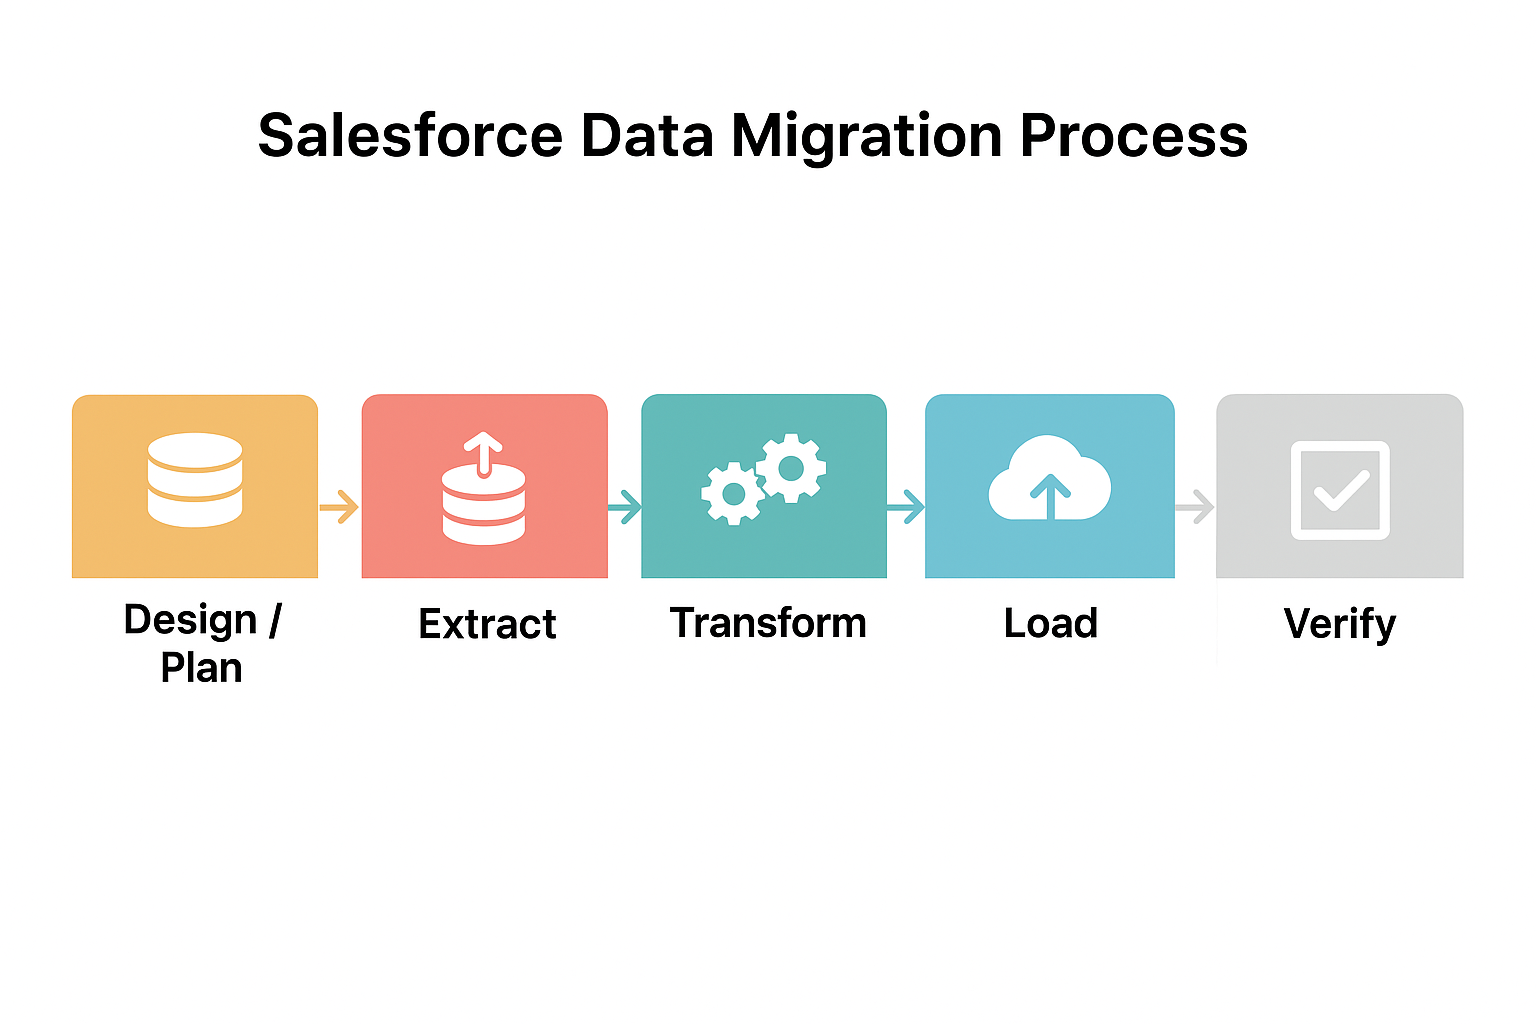 Salesforce Data Migration Process
Design /
Plan
Extract
Transform
Load
Verify